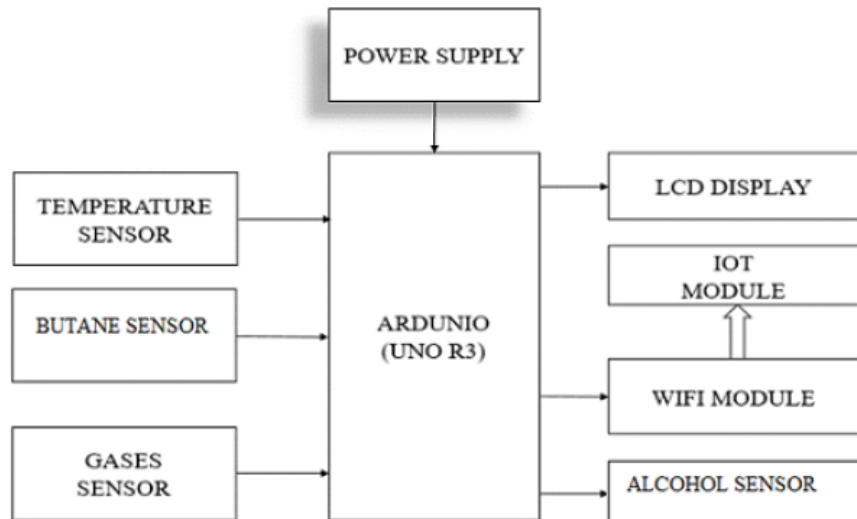 POWER SUPPLY
TEMPERATURE
SENSOR
BUTANE SENSOR
GASES
SENSOR
ARDUNIO
(UNO R3)
LCD DISPLAY
IOT
MODULE
WIFI MODULE
ALCOHOL SENSOR